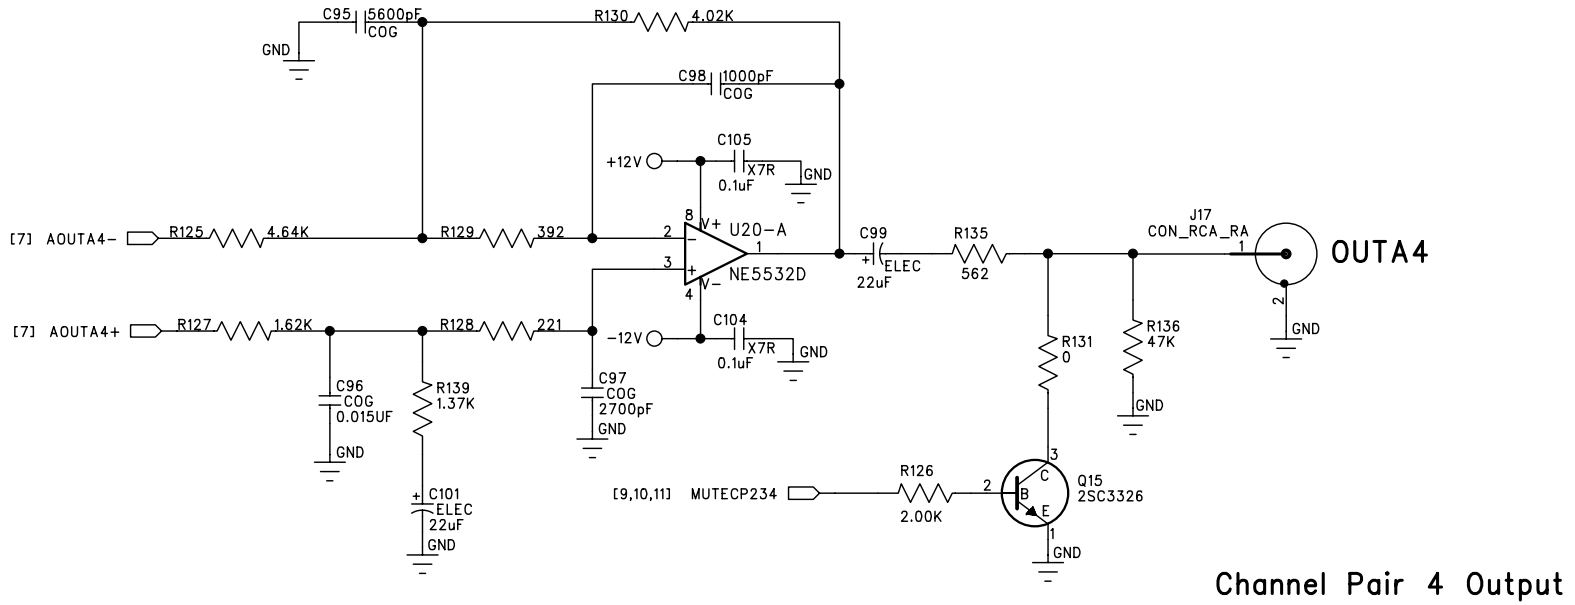 C95 5600pF
COG
GND
R130 4.02K
C98 1000pF
COG
+12V
C105
X7R
0.1uF
GND
[7] AOUTA4-
R125 4.64K
R129 392
8
V+
2
3
4
V-
-
+
U20-A
1
NE5532D
C99
+
ELEC
22uF
R135
562
J17
CON_RCA_RA
1
2
OUTA4
GND
[7] AOUTA4+
R127 1.62K
R128 221
-12V
C104
X7R
0.1uF
GND
R131
0
R136
47K
GND
C96
COG
0.015UF
GND
R139
1.37K
C97
COG
2700pF
GND
+
C101
ELEC
22uF
GND
[9,10,11] MUTECP234
R126
2.00K
2
B
C
E
3
1
Q15
2SC3326
GND
Channel Pair 4 Output